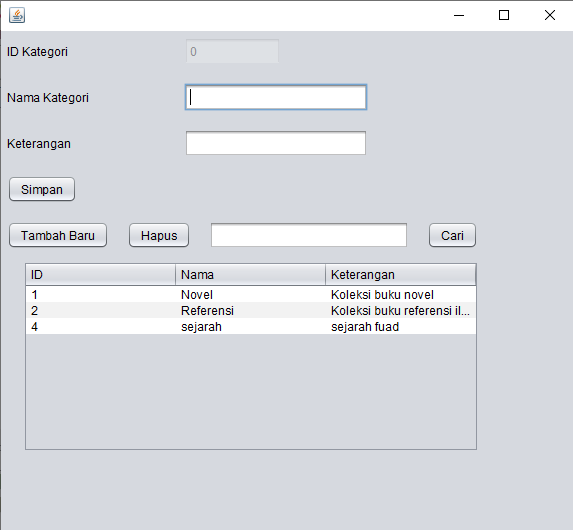 ID Kategori 0
Nama Kategori
Keterangan
Simpan
Tambah Baru Hapus Cari
ID Nama Keterangan
1 Novel Koleksi buku novel
2 Referensi Koleksi buku referensi il...
4 sejarah sejarah fuad